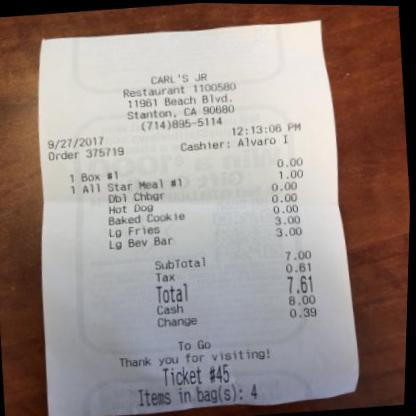 CARL'S JR
Restaurant 1100580
11961 Beach Blvd.
Stanton, CA 90680
(714)895-5114
9/27/2017 12:13:06 PM
Order 375719 Cashier: Alvaro I
1 Box #1 0.00
1 All Star Meal #1 1.00
Dbl Chbgr 0.00
Hot Dog 0.00
Baked Cookie 0.00
Lg Fries 3.00
Lg Bev Bar 3.00
SubTotal 7.00
Tax 0.61
Total 7.61
Cash 8.00
Change 0.39
To Go
Thank you for visiting!
Ticket #45
Items in bag(s): 4